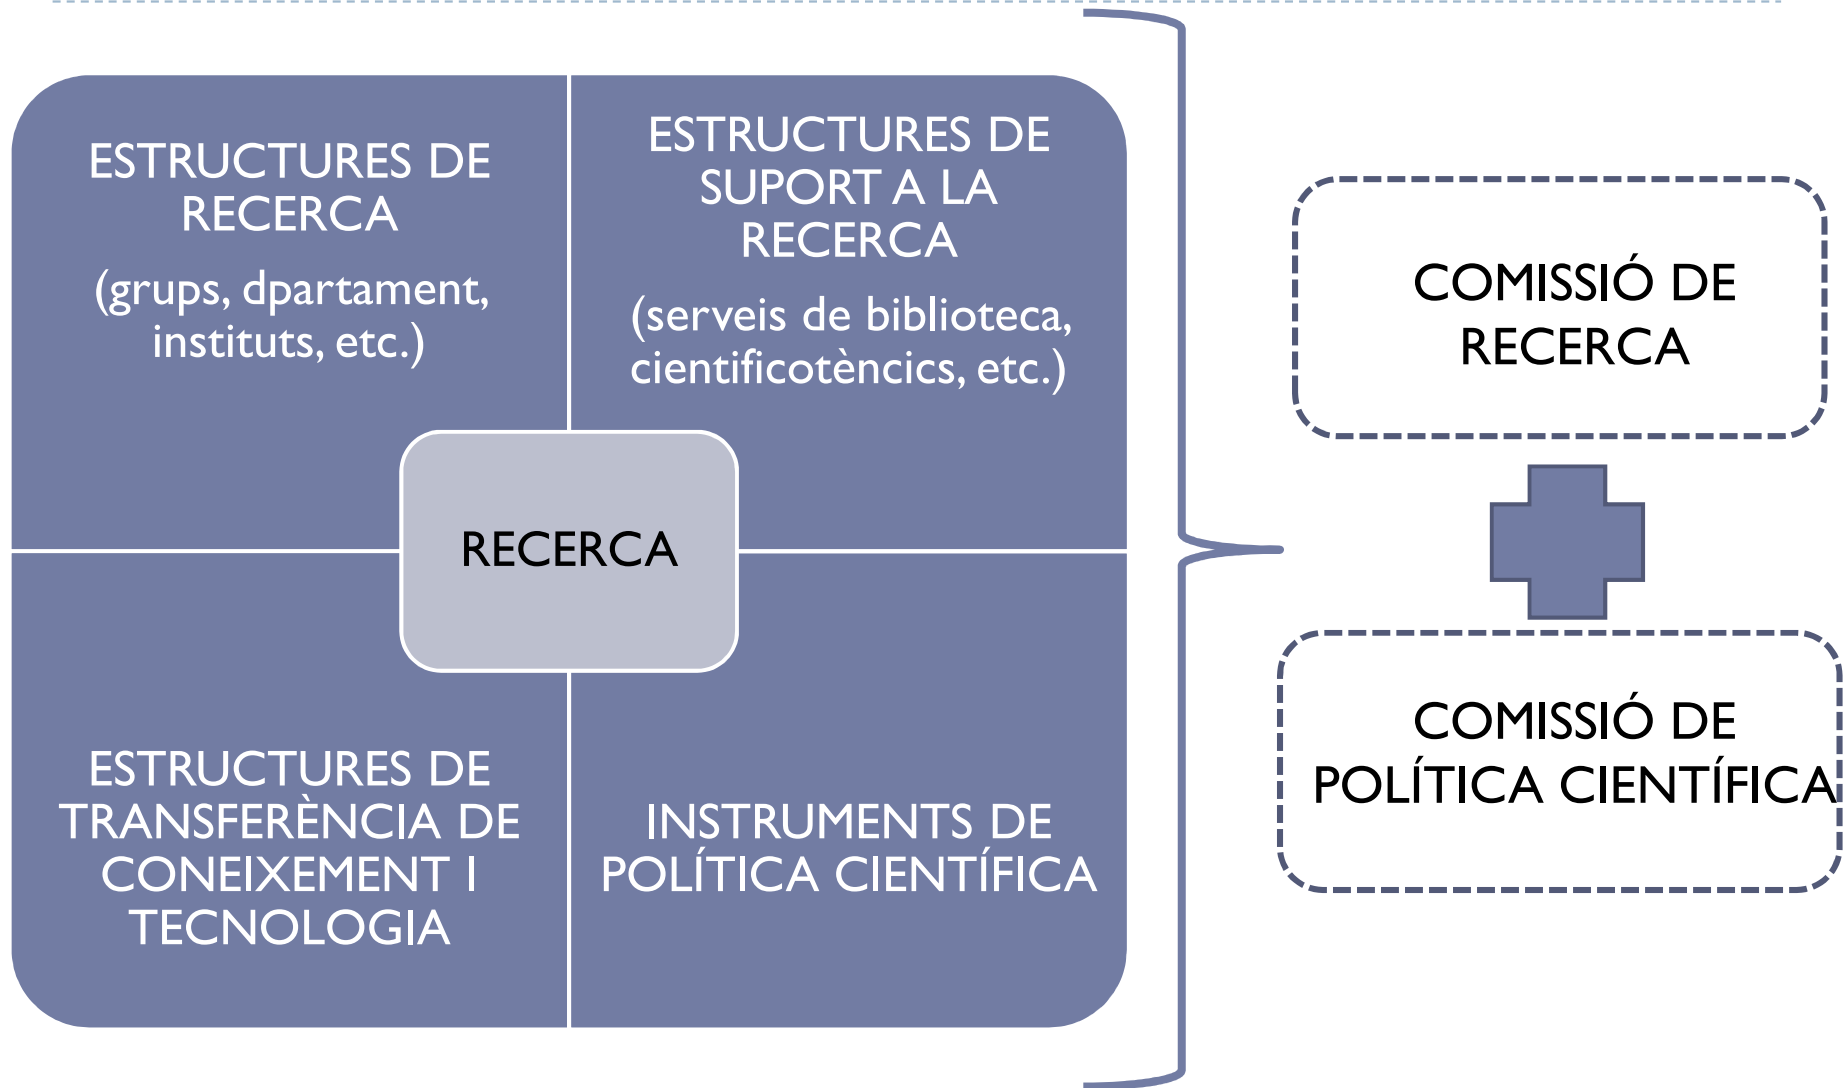 ESTRUCTURES DE
RECERCA
(grups, dpartament,
instituts, etc.)
ESTRUCTURES DE
SUPORT A LA
RECERCA
(serveis de biblioteca,
cientificotèncics, etc.)
RECERCA
ESTRUCTURES DE
TRANSFERÈNCIA DE
CONEIXEMENT I
TECNOLOGIA
INSTRUMENTS DE
POLÍTICA CIENTÍFICA
COMISSIÓ DE
RECERCA
COMISSIÓ DE
POLÍTICA CIENTÍFICA